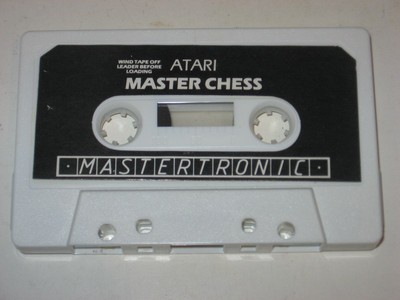 WIND TAPE OFF
LEADER BEFORE
LOADING
ATARI
MASTER CHESS
· MASTERTRONIC ·